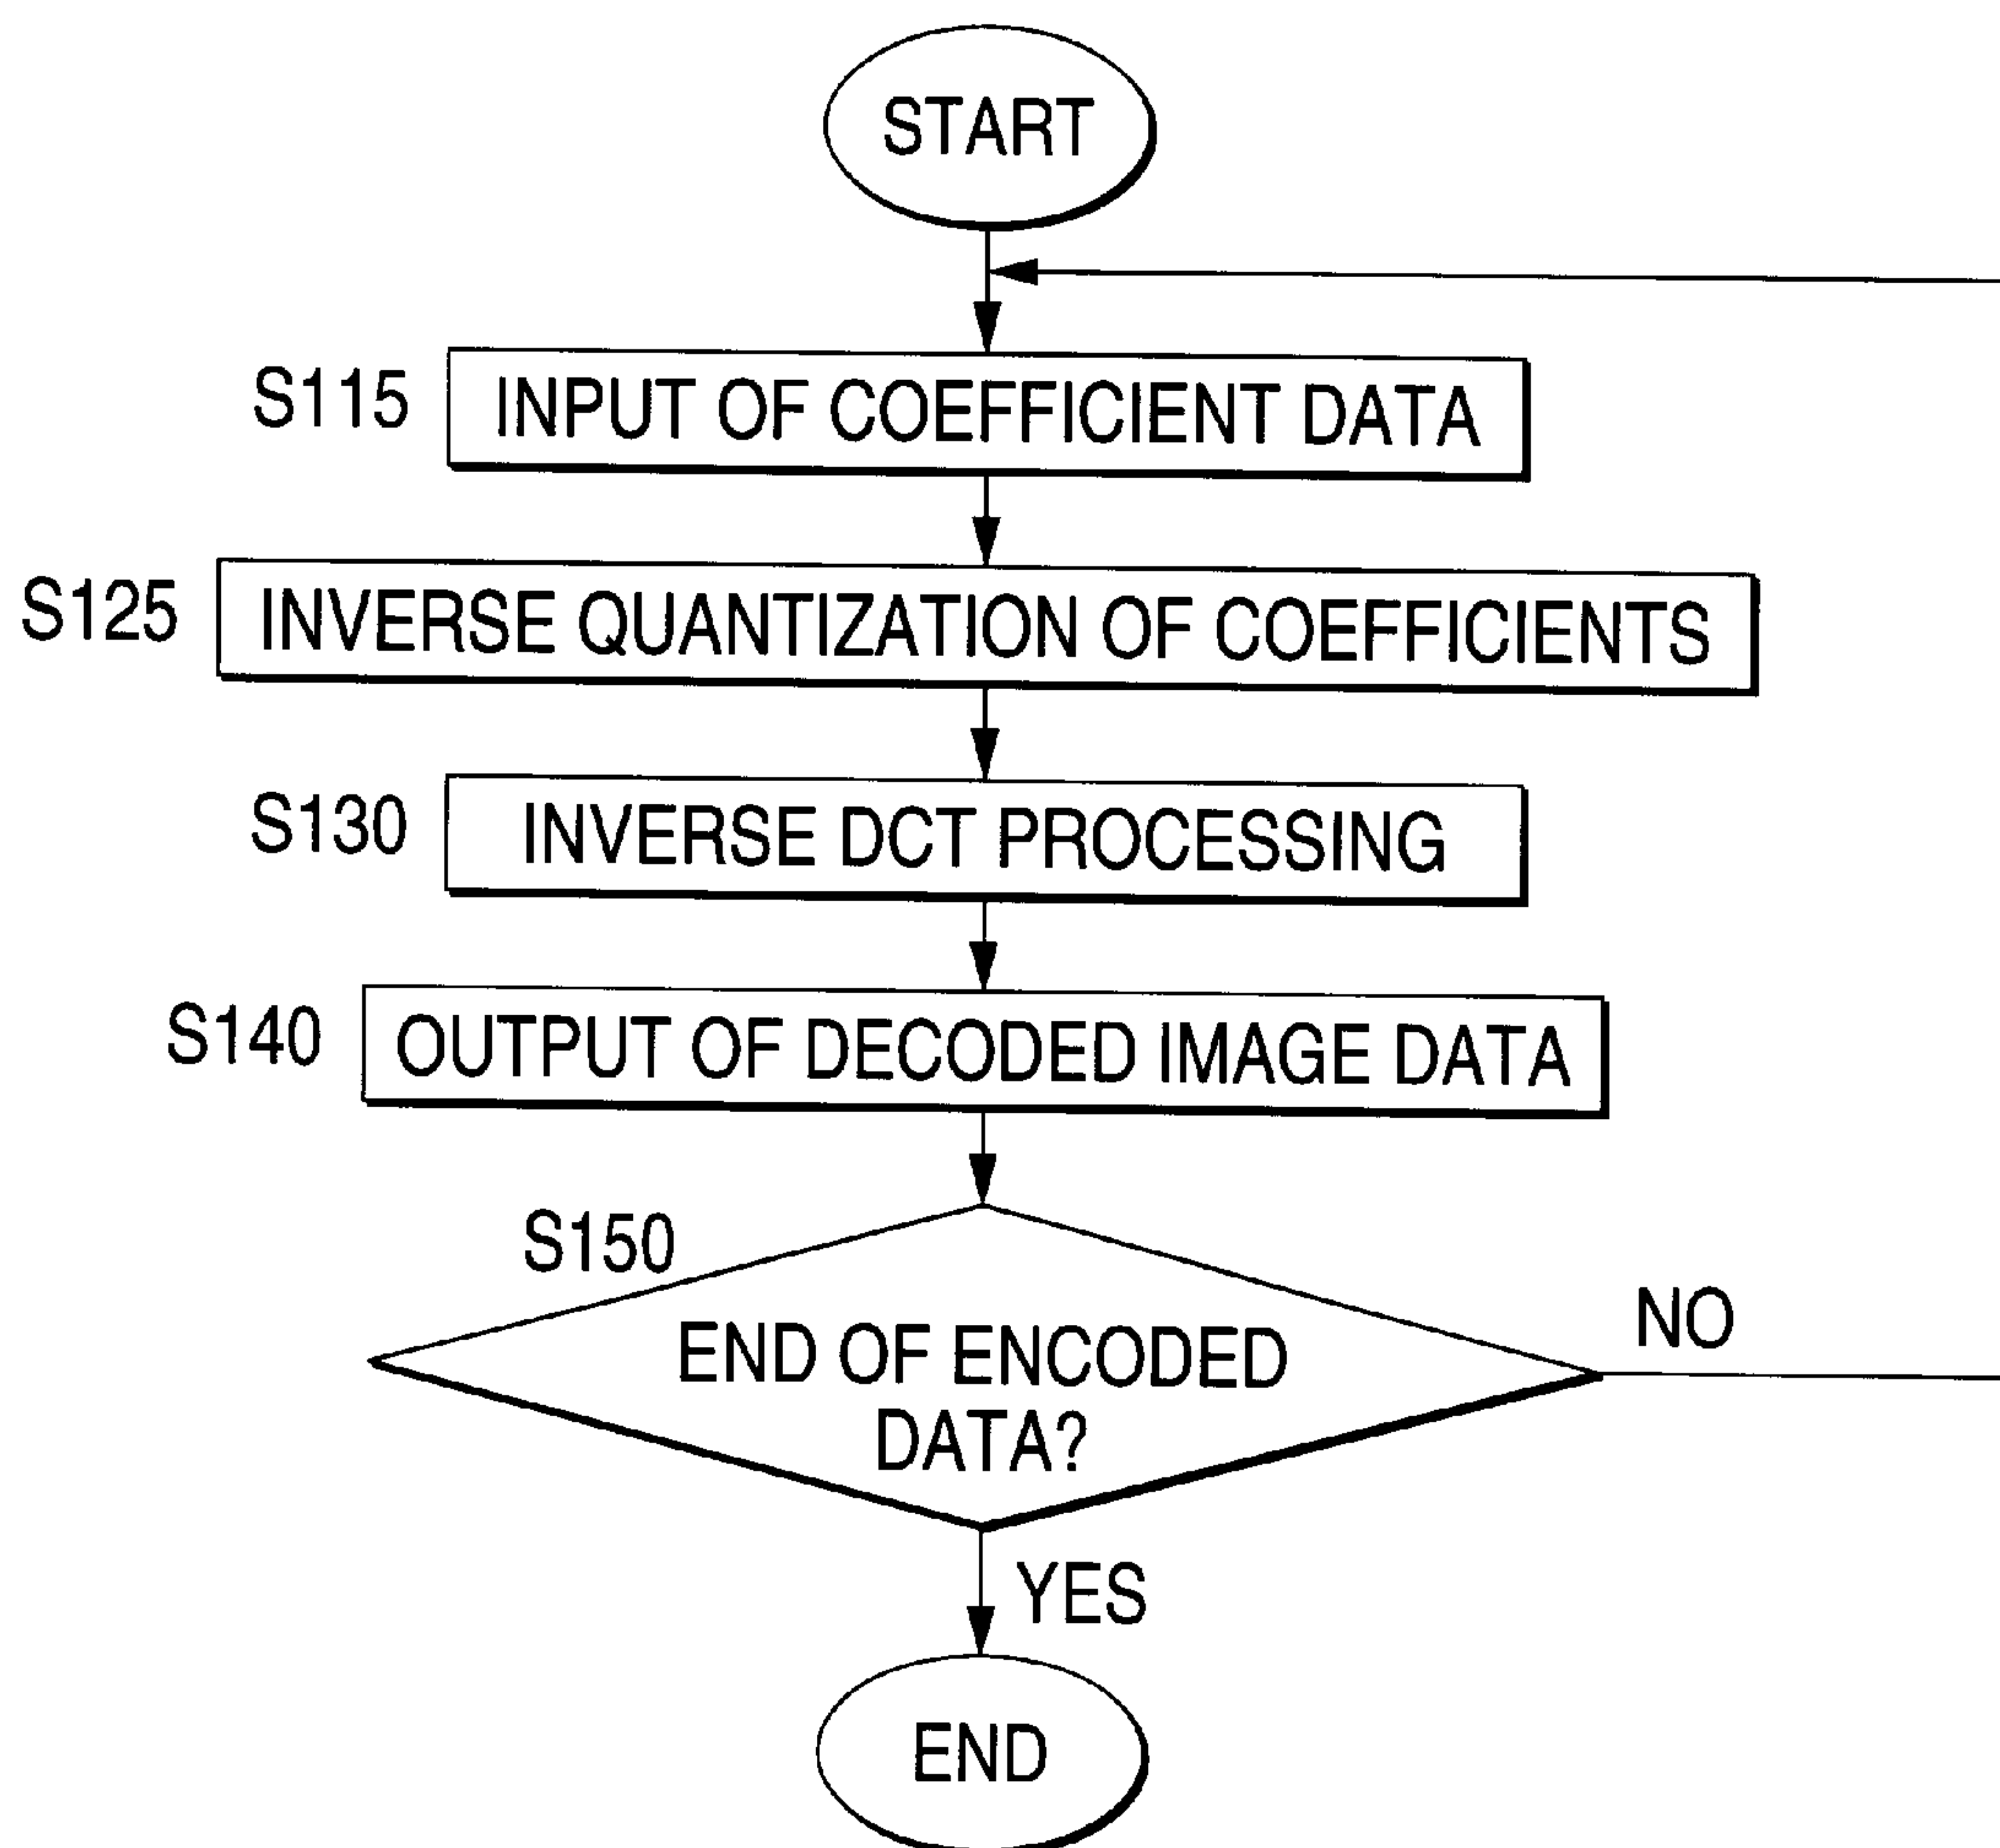 START
S115 INPUT OF COEFFICIENT DATA
S125 INVERSE QUANTIZATION OF COEFFICIENTS
S130 INVERSE DCT PROCESSING
S140 OUTPUT OF DECODED IMAGE DATA
S150
NO
END OF ENCODED
DATA?
YES
END